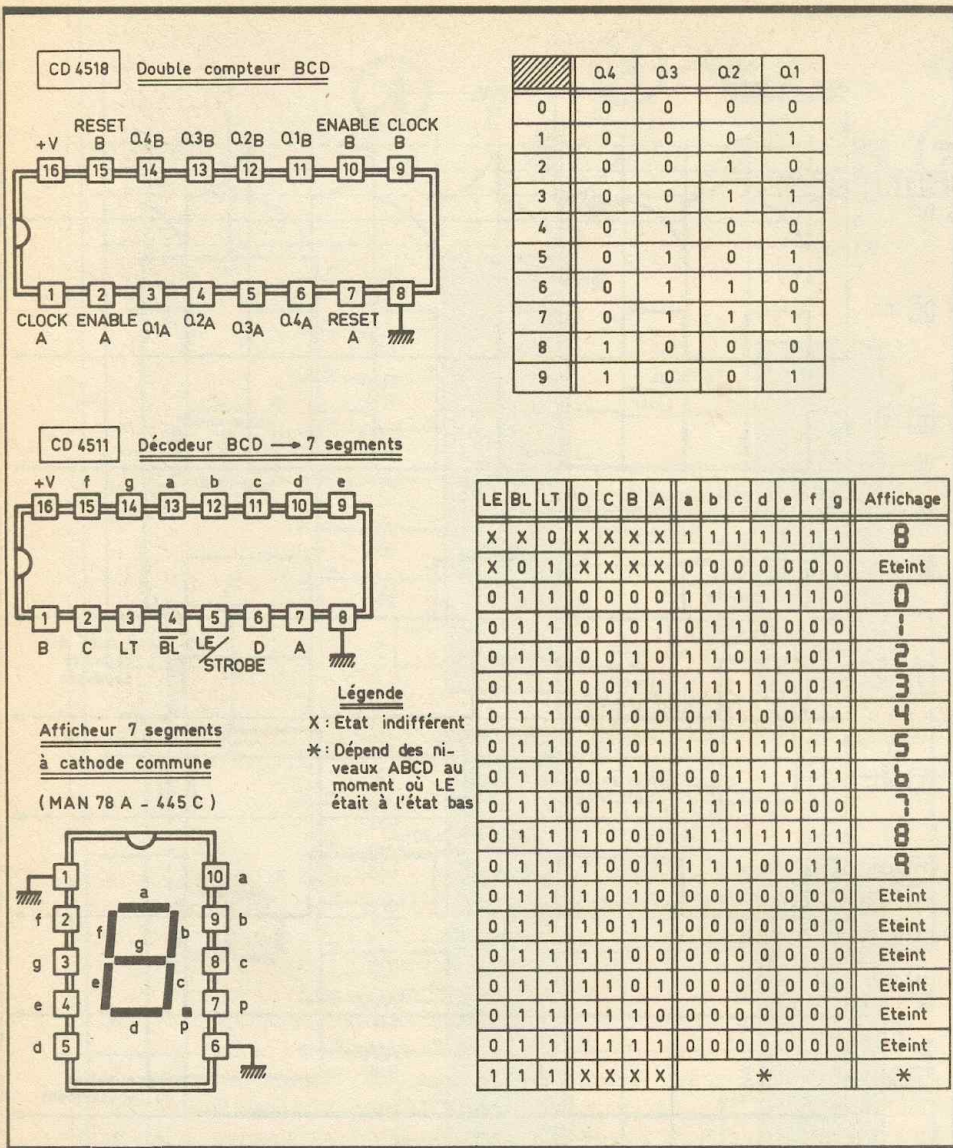 CD 4518 Double compteur BCD
+V RESET B Q4B Q3B Q2B Q1B ENABLE B CLOCK B
16 15 14 13 12 11 10 9
1 2 3 4 5 6 7 8
CLOCK A ENABLE A Q1A Q2A Q3A Q4A RESET A
Q4 Q3 Q2 Q1
0 0 0 0 0
1 0 0 0 1
2 0 0 1 0
3 0 0 1 1
4 0 1 0 0
5 0 1 0 1
6 0 1 1 0
7 0 1 1 1
8 1 0 0 0
9 1 0 0 1
CD 4511 Décodeur BCD → 7 segments
+V f g a b c d e
16 15 14 13 12 11 10 9
1 2 3 4 5 6 7 8
B C LT B̅L̅ LE/STROBE D A
Légende
X : Etat indifférent
* : Dépend des ni-
veaux ABCD au
moment où LE
était à l'état bas
Afficheur 7 segments
à cathode commune
( MAN 78 A - 445 C )
1 10 a
f 2 9 b
g 3 8 c
e 4 7 p
d 5 6
a
f b
g
e c
d p
LE BL LT D C B A a b c d e f g Affichage
X X 0 X X X X 1 1 1 1 1 1 1 8
X 0 1 X X X X 0 0 0 0 0 0 0 Eteint
0 1 1 0 0 0 0 1 1 1 1 1 1 0 0
0 1 1 0 0 0 1 0 1 1 0 0 0 0 1
0 1 1 0 0 1 0 1 1 0 1 1 0 1 2
0 1 1 0 0 1 1 1 1 1 1 0 0 1 3
0 1 1 0 1 0 0 0 1 1 0 0 1 1 4
0 1 1 0 1 0 1 1 0 1 1 0 1 1 5
0 1 1 0 1 1 0 0 0 1 1 1 1 1 6
0 1 1 0 1 1 1 1 1 1 0 0 0 0 7
0 1 1 1 0 0 0 1 1 1 1 1 1 1 8
0 1 1 1 0 0 1 1 1 1 0 0 1 1 9
0 1 1 1 0 1 0 0 0 0 0 0 0 0 Eteint
0 1 1 1 0 1 1 0 0 0 0 0 0 0 Eteint
0 1 1 1 1 0 0 0 0 0 0 0 0 0 Eteint
0 1 1 1 1 0 1 0 0 0 0 0 0 0 Eteint
0 1 1 1 1 1 0 0 0 0 0 0 0 0 Eteint
0 1 1 1 1 1 1 0 0 0 0 0 0 0 Eteint
1 1 1 X X X X * *